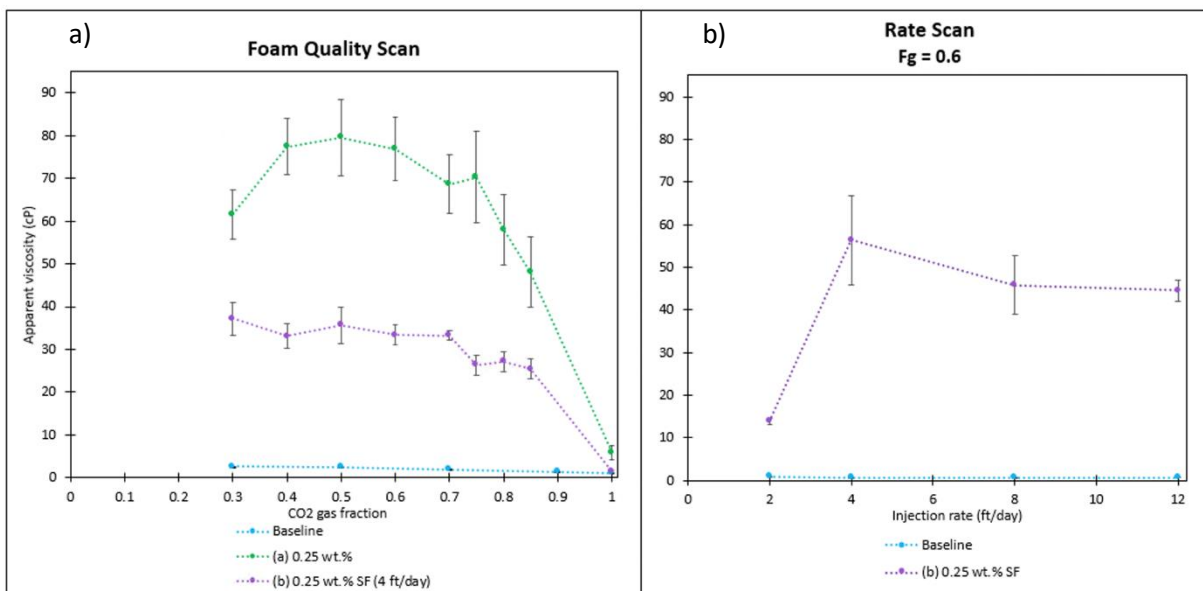 a)
Foam Quality Scan
90
80
70
60
50
40
30
20
10
0
Apparent viscosity (cP)
0 0.1 0.2 0.3 0.4 0.5 0.6 0.7 0.8 0.9 1
CO2 gas fraction
Baseline
(a) 0.25 wt.%
(b) 0.25 wt.% SF (4 ft/day)
b)
Rate Scan
Fg = 0.6
90
80
70
60
50
40
30
20
10
0
0 2 4 6 8 10 12
Injection rate (ft/day)
Baseline
(b) 0.25 wt.% SF